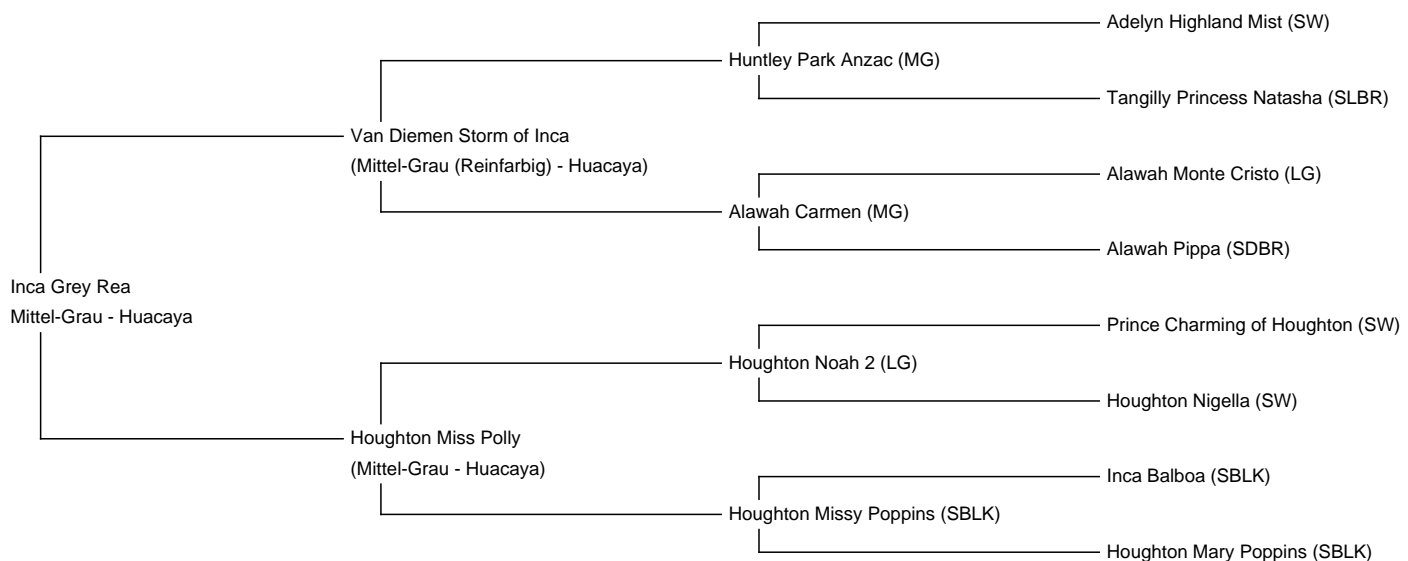 Adelyn Highland Mist (SW)
Huntley Park Anzac (MG)
Tangilly Princess Natasha (SLBR)
Van Diemen Storm of Inca
(Mittel-Grau (Reinfarbig) - Huacaya)
Alawah Monte Cristo (LG)
Alawah Carmen (MG)
Alawah Pippa (SDBR)
Inca Grey Rea
Mittel-Grau - Huacaya
Prince Charming of Houghton (SW)
Houghton Noah 2 (LG)
Houghton Nigella (SW)
Houghton Miss Polly
(Mittel-Grau - Huacaya)
Inca Balboa (SBLK)
Houghton Missy Poppins (SBLK)
Houghton Mary Poppins (SBLK)